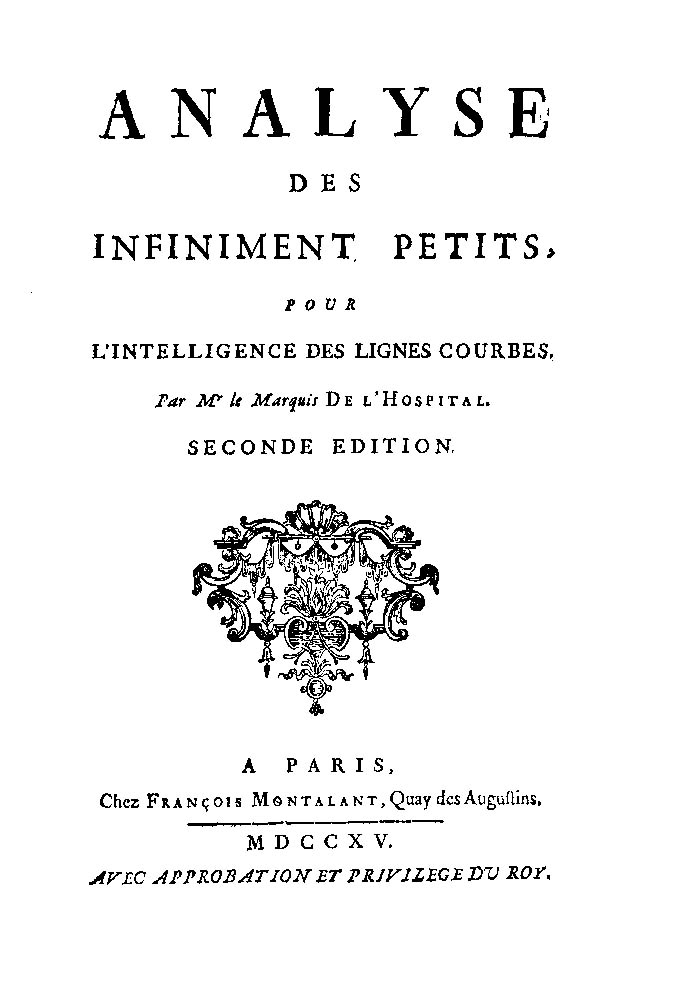 ANALYSE
DES
INFINIMENT PETITS,
POUR
L'INTELLIGENCE DES LIGNES COURBES.
Par Mr le Marquis DE L'HOSPITAL.
SECONDE EDITION.
A PARIS,
Chez FRANÇOIS MONTALANT, Quay des Auguſtins.
MDCCXV.
AVEC APPROBATION ET PRIVILEGE DU ROY.